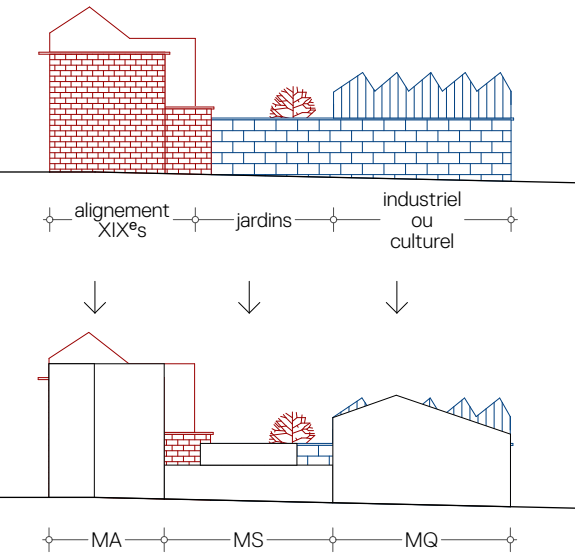 alignement
XIXᵉs
jardins
industriel
ou
culturel
MA
MS
MQ